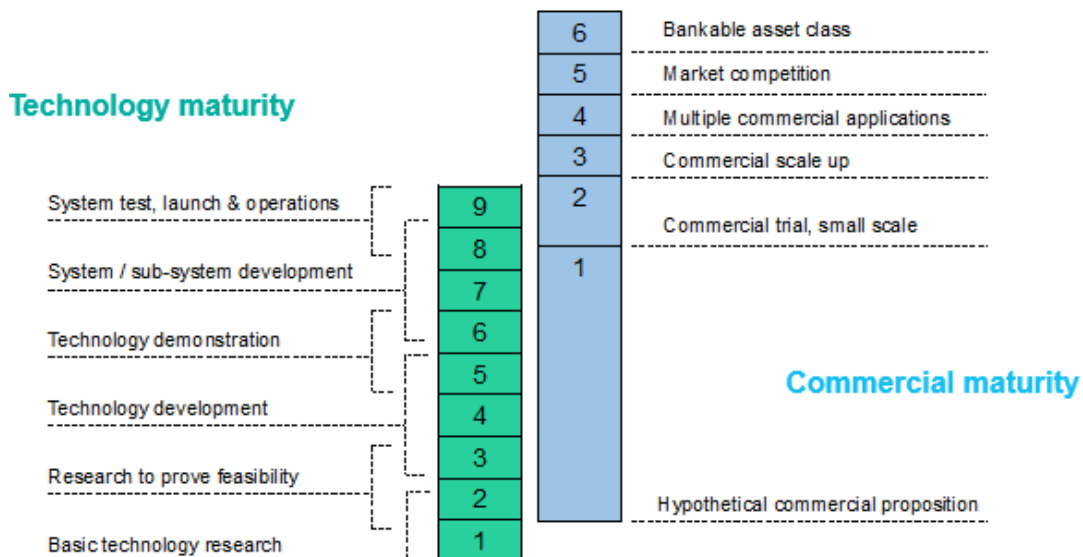 6 Bankable asset class
5 Market competition
Technology maturity
4 Multiple commercial applications
3 Commercial scale up
System test, launch & operations
9
2
Commercial trial, small scale
8
System / sub-system development
1
7
Technology demonstration
6
5
Commercial maturity
Technology development
4
3
Research to prove feasibility
2
Hypothetical commercial proposition
Basic technology research
1